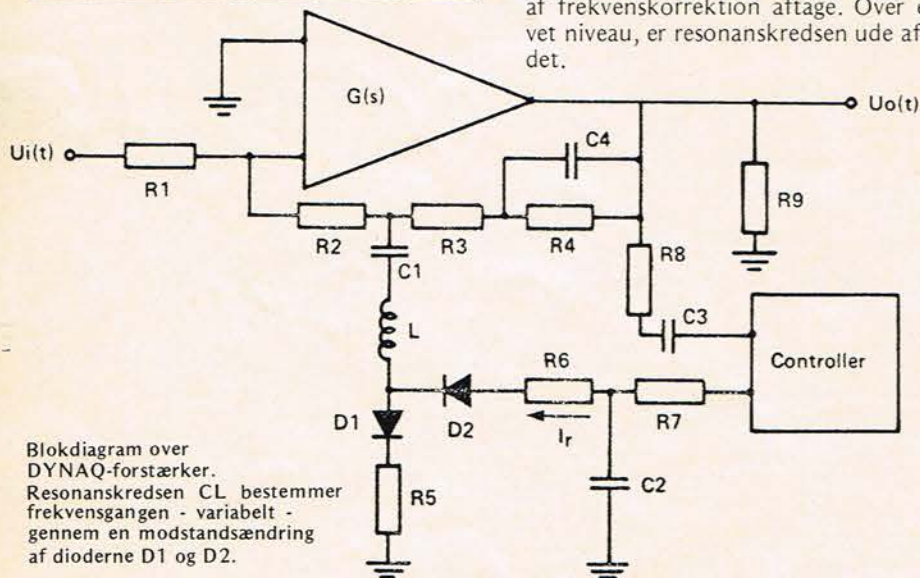 af frekvenskorrektion aftage. Over
vet niveau, er resonanskredsen ude af
det.
G(s)
Uo(t)
Ui(t)
R1
C4
R9
R2
R3
R4
C1
R8
C3
L
R6
Controller
D1
D2
Ir
R7
R5
C2
Blokdiagram over
DYNAQ-forstærker.
Resonanskredsen CL bestemmer
frekvensgangen - variabelt -
gennem en modstandsændring
af dioderne D1 og D2.